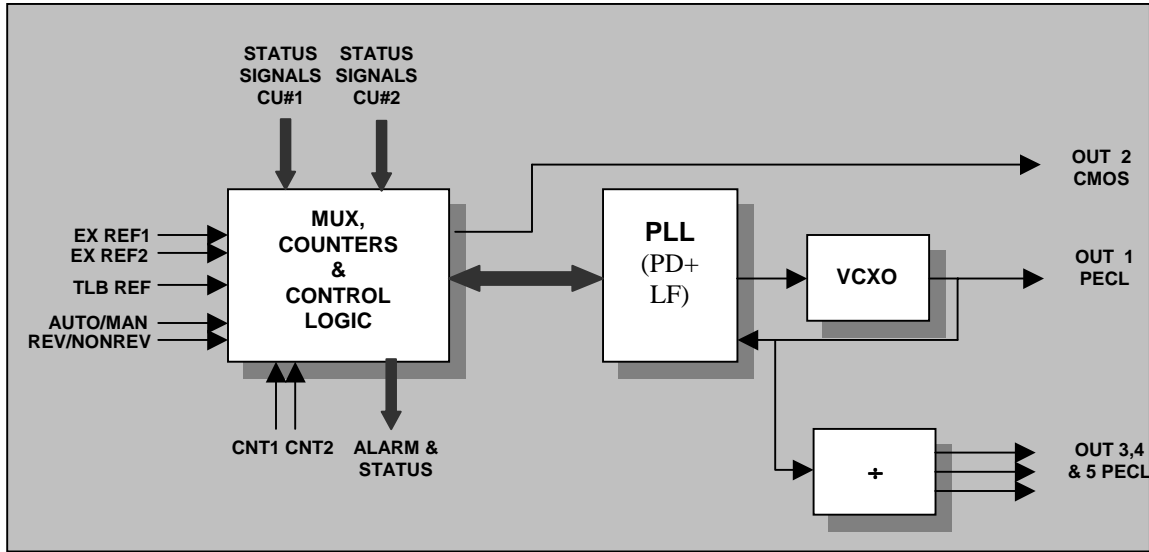 STATUS
SIGNALS
CU#1
STATUS
SIGNALS
CU#2
OUT 2
CMOS
MUX,
COUNTERS
&
CONTROL
LOGIC
PLL
(PD+
LF)
VCXO
OUT 1
PECL
EX REF1
EX REF2
TLB REF
AUTO/MAN
REV/NONREV
CNT1 CNT2
ALARM &
STATUS
÷
OUT 3,4
& 5 PECL